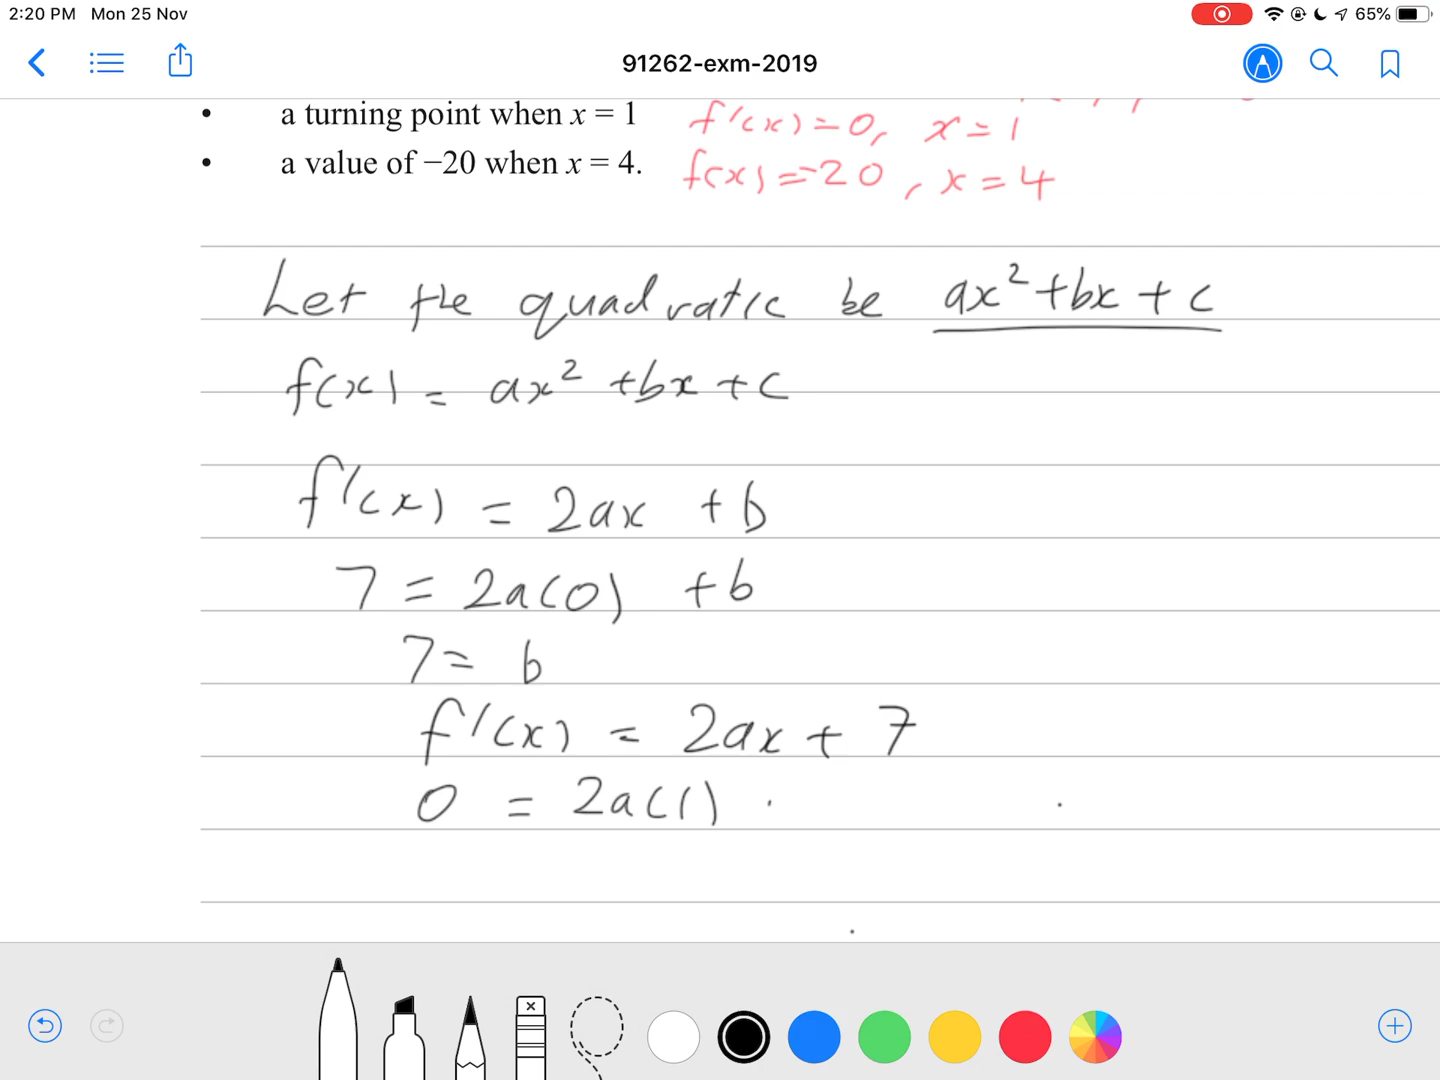 2:20 PM Mon 25 Nov 65%
91262-exm-2019
• a turning point when x = 1 f'(x)=0, x=1
• a value of −20 when x = 4. f(x)=-20, x=4
Let the quadratic be ax²+bx+c
f(x) = ax² +bx+c
f'(x) = 2ax +b
7 = 2a(0) +b
7= b
f'(x) = 2ax + 7
0 = 2a(1)